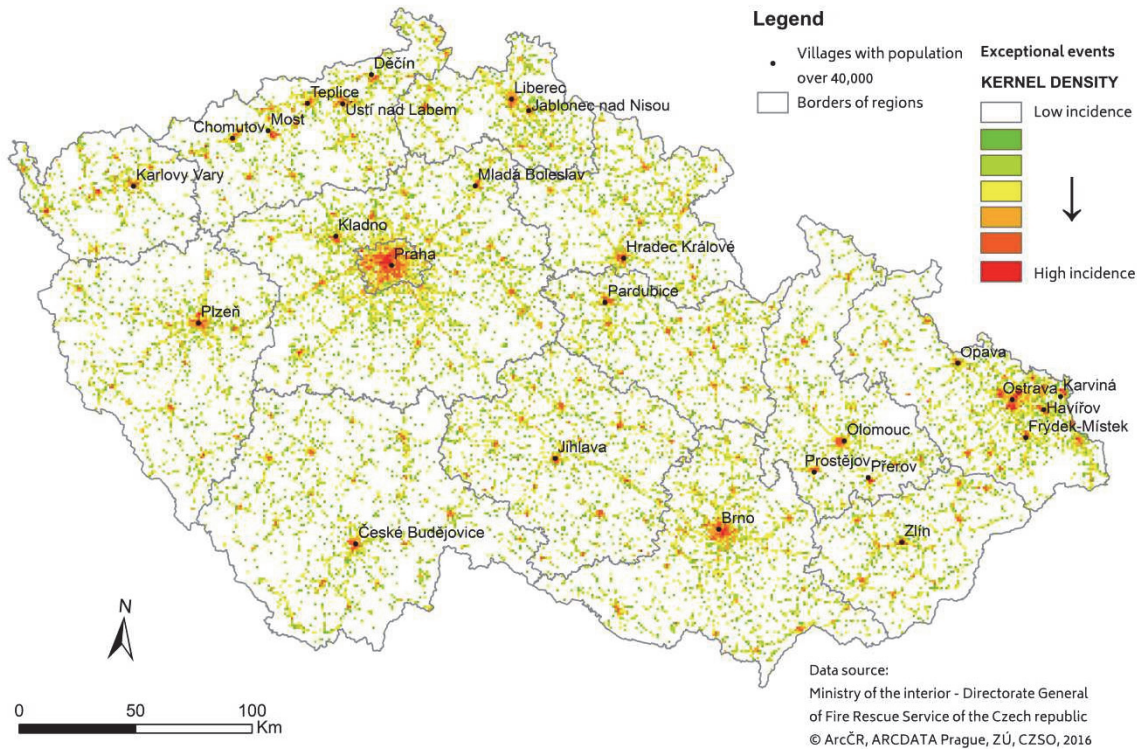 Legend
Villages with population
over 40,000
Borders of regions
Exceptional events
KERNEL DENSITY
Low incidence
High incidence
Děčín
Teplice
Ústí nad Labem
Most
Chomutov
Liberec
Jablonec nad Nisou
Karlovy Vary
Mladá Boleslav
Kladno
Praha
Hradec Králové
Pardubice
Plzeň
Opava
Ostrava
Karviná
Havířov
Frýdek-Místek
Olomouc
Prostějov
Přerov
Jihlava
Brno
Zlín
České Budějovice
N
0 50 100
Km
Data source:
Ministry of the interior - Directorate General
of Fire Rescue Service of the Czech republic
© ArcČR, ARCDATA Prague, ZÚ, CZSO, 2016